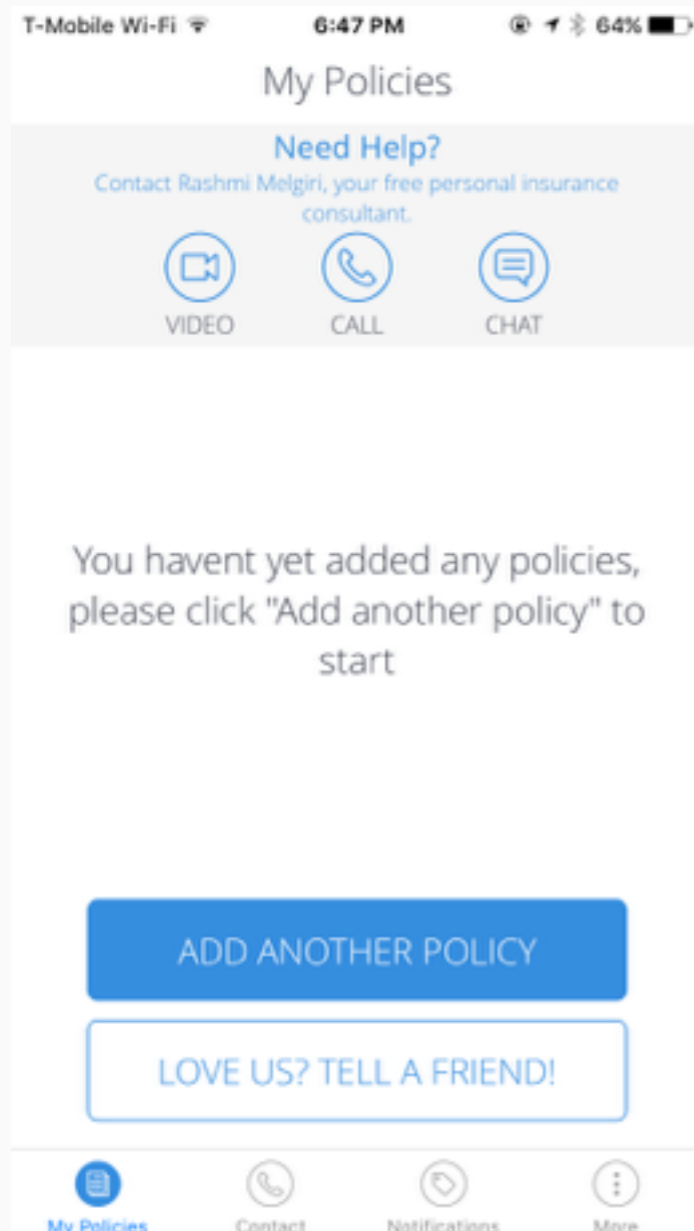 T-Mobile Wi-Fi 6:47 PM 64%
My Policies
Need Help?
Contact Rashmi Melgiri, your free personal insurance
consultant.
VIDEO CALL CHAT
You havent yet added any policies,
please click "Add another policy" to
start
ADD ANOTHER POLICY
LOVE US? TELL A FRIEND!
My Policies Contact Notifications More